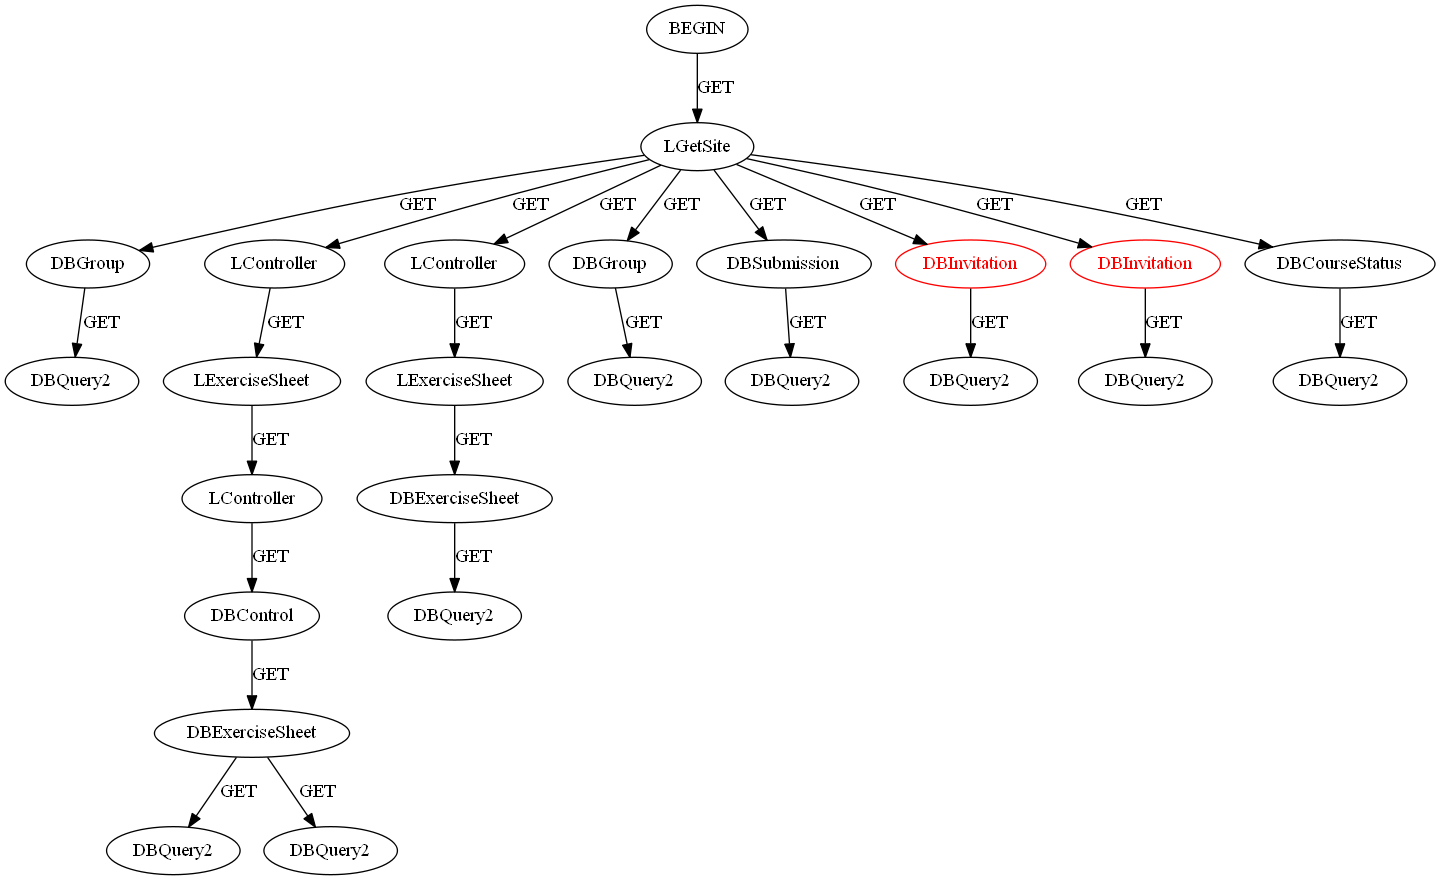 BEGIN
GET
LGetSite
GET GET GET GET GET GET GET GET
DBGroup LController LController DBGroup DBSubmission DBInvitation DBInvitation DBCourseStatus
GET GET GET GET GET GET GET GET
DBQuery2 LExerciseSheet LExerciseSheet DBQuery2 DBQuery2 DBQuery2 DBQuery2 DBQuery2
GET GET
LController DBExerciseSheet
GET GET
DBControl DBQuery2
GET
DBExerciseSheet
GET GET
DBQuery2 DBQuery2